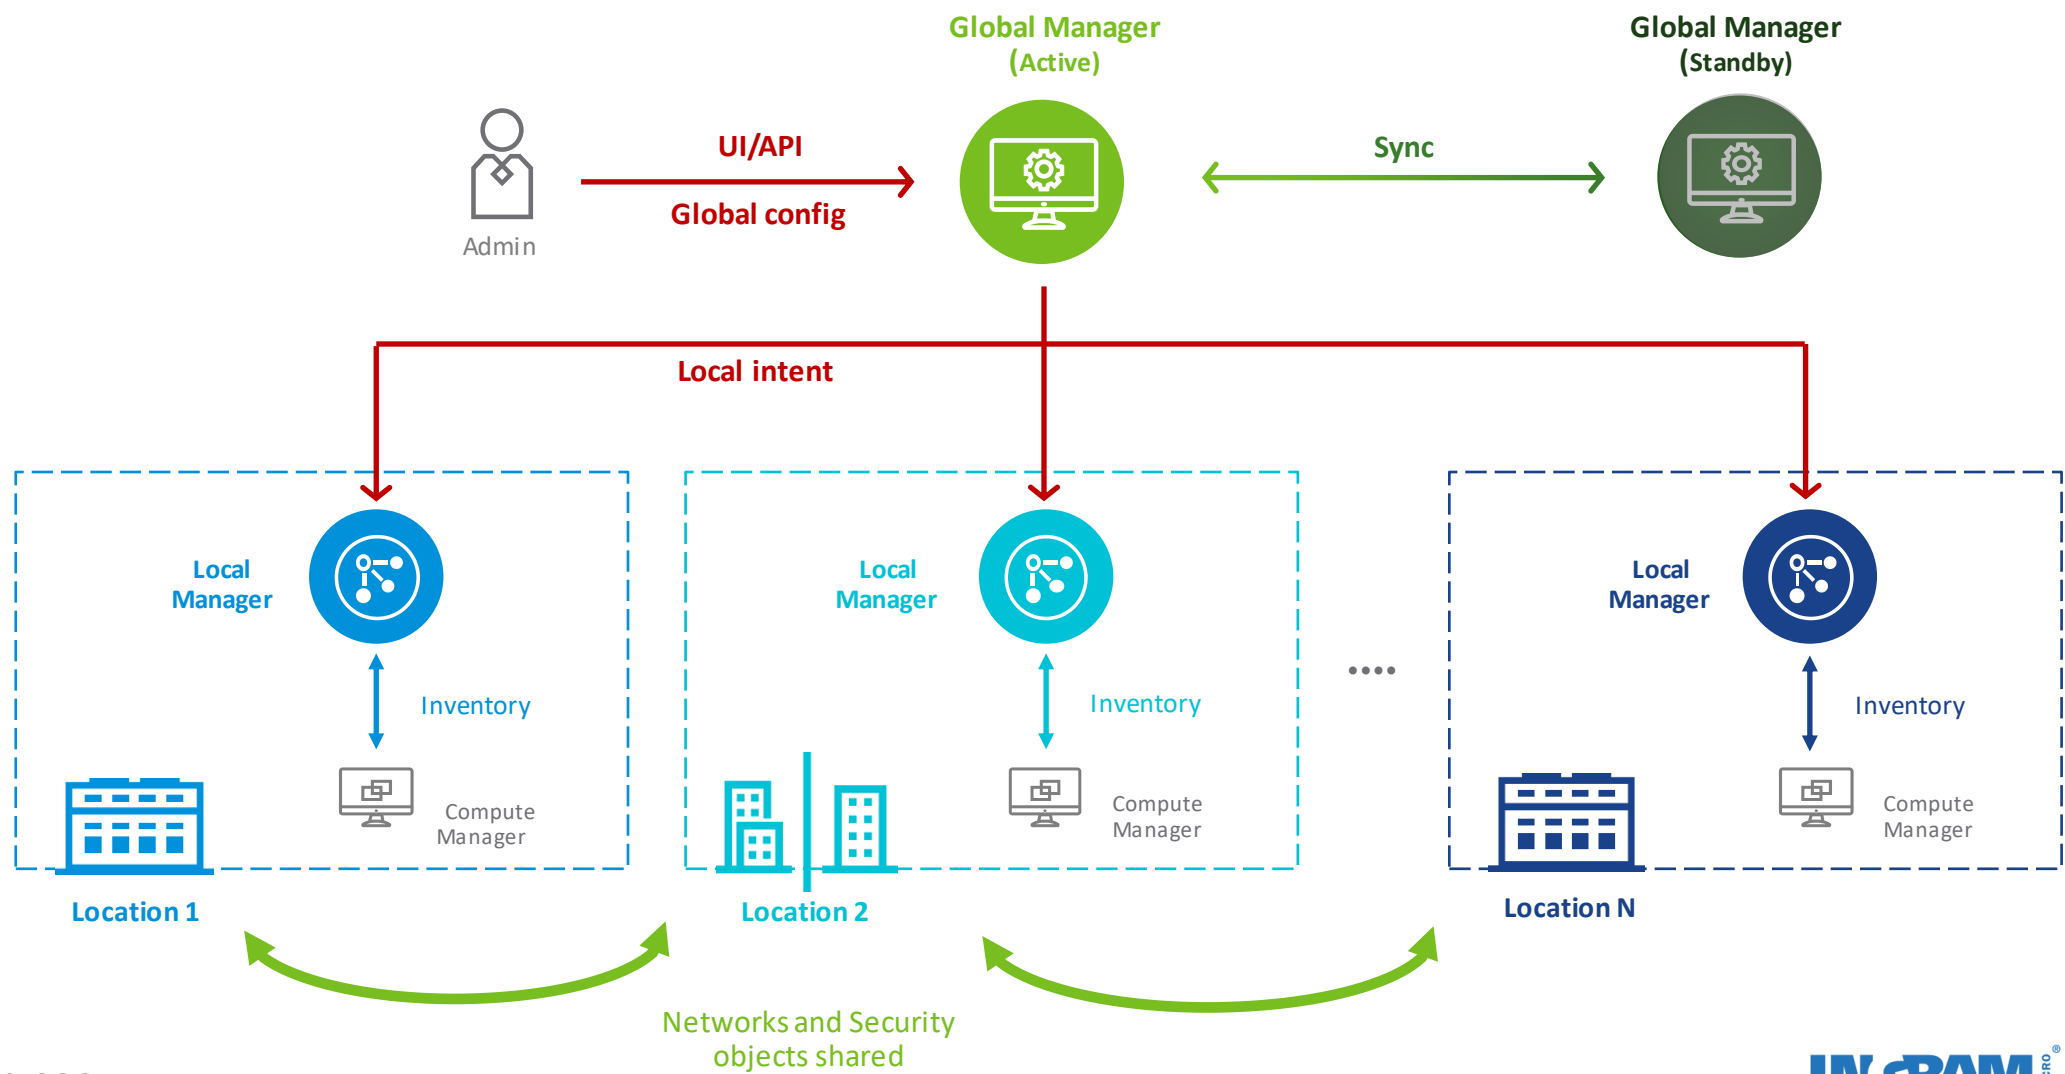 Global Manager
(Active)
Global Manager
(Standby)
UI/API
Sync
Global config
Admin
Local intent
Local
Manager
Local
Manager
Local
Manager
Inventory
Inventory
Inventory
....
Compute
Manager
Compute
Manager
Compute
Manager
Location 1
Location 2
Location N
Networks and Security
objects shared